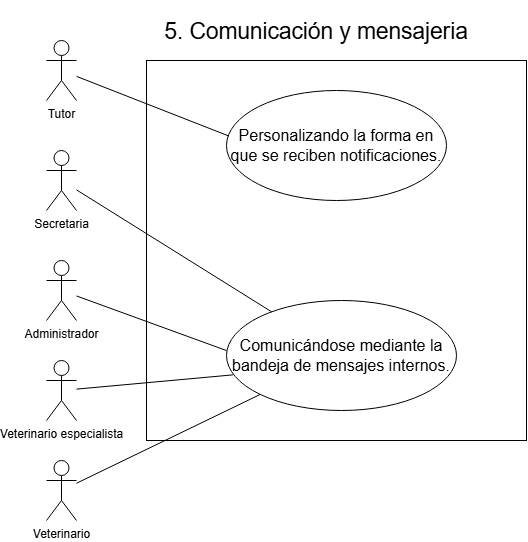 5. Comunicación y mensajeria
Tutor
Personalizando la forma en
que se reciben notificaciones.
Secretaria
Administrador
Comunicándose mediante la
bandeja de mensajes internos.
Veterinario especialista
Veterinario